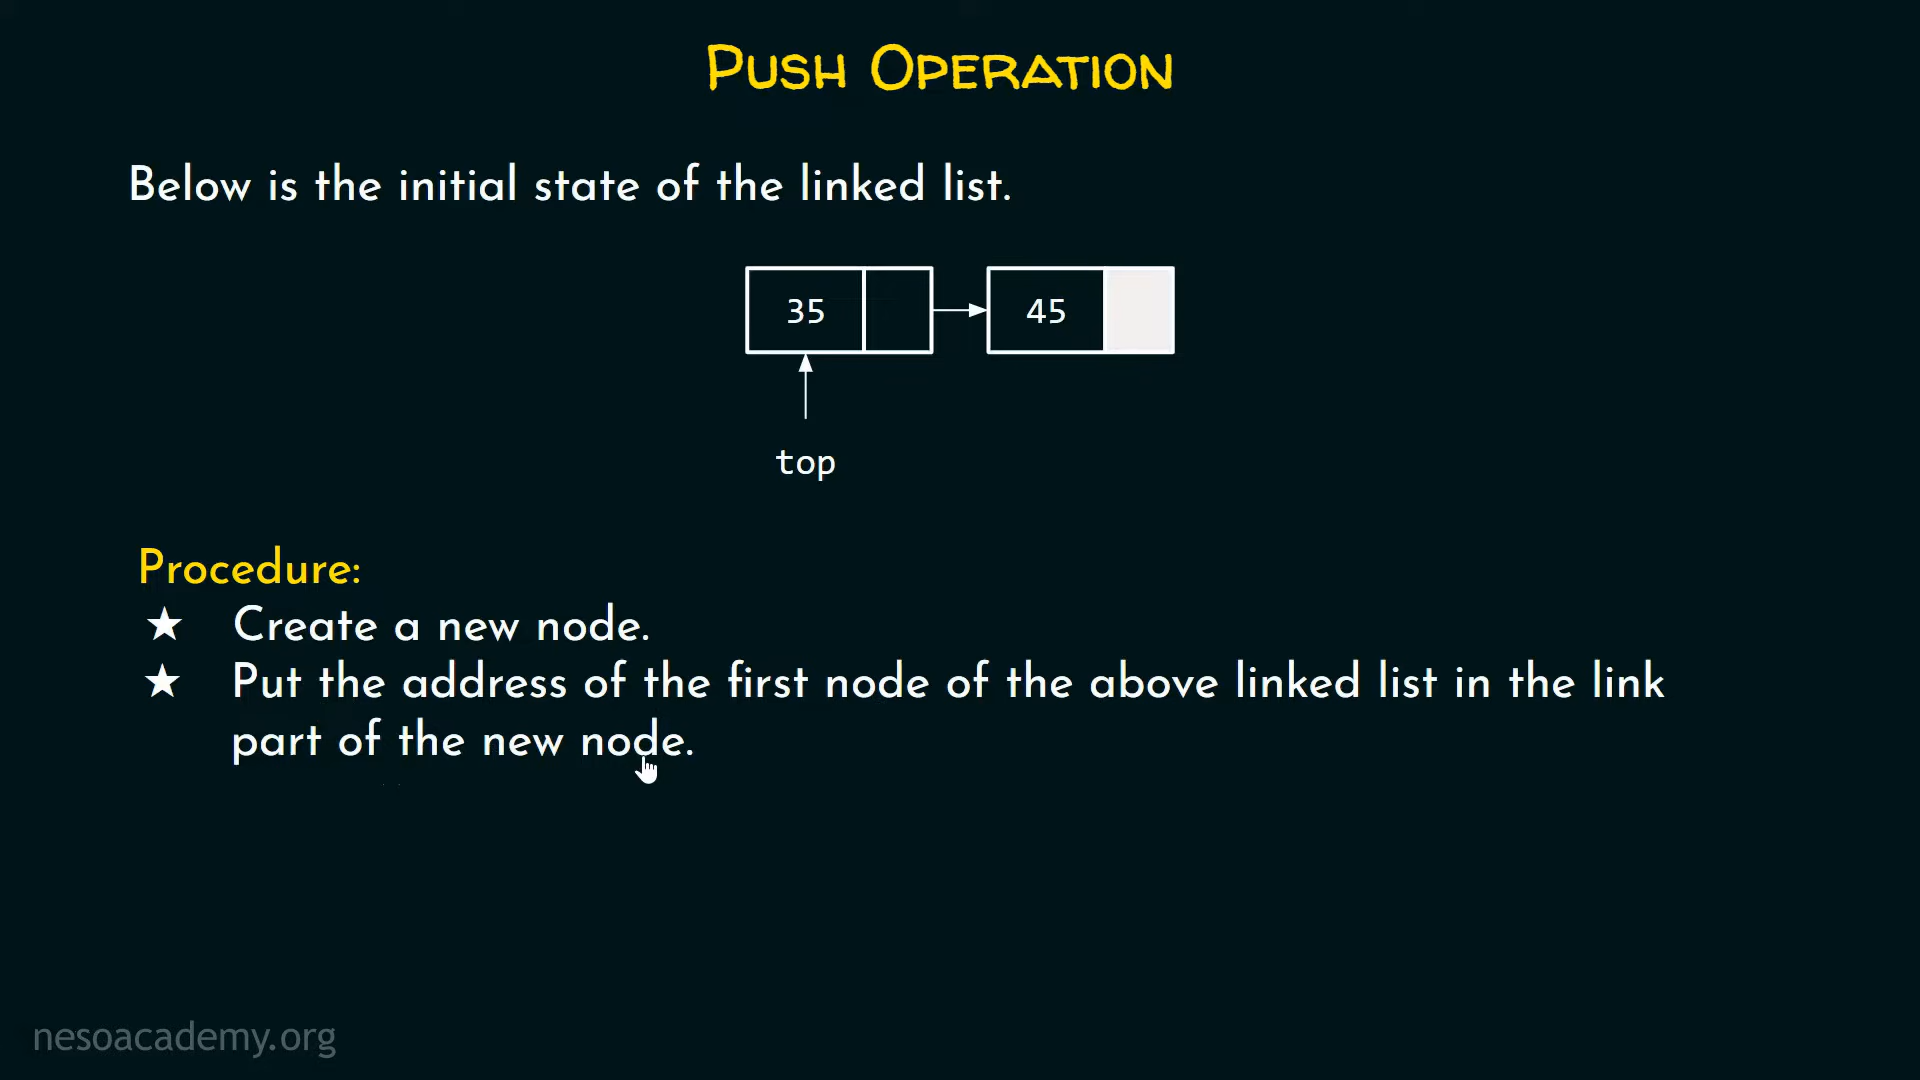 Push Operation
Below is the initial state of the linked list.
35 45
top
Procedure:
★ Create a new node.
★ Put the address of the first node of the above linked list in the link
part of the new node.
nesoacademy.org